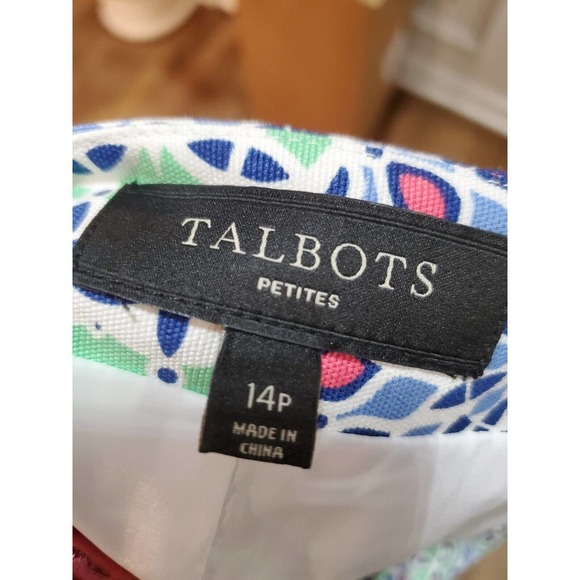 TALBOTS
PETITES
14P
MADE IN
CHINA